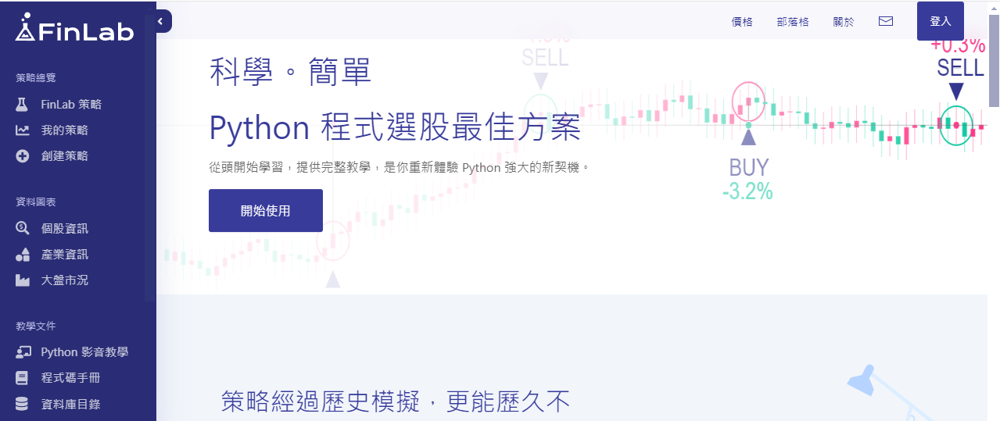 FinLab
策略總覽
FinLab 策略
我的策略
創建策略
資料圖表
個股資訊
產業資訊
大盤市況
教學文件
Python 影音教學
程式碼手冊
資料庫目錄
價格
部落格
關於
登入
科學。簡單
Python 程式選股最佳方案
從頭開始學習，提供完整教學，是你重新體驗 Python 強大的新契機。
開始使用
SELL
BUY
-3.2%
+0.3%
SELL
策略經過歷史模擬，更能歷久不